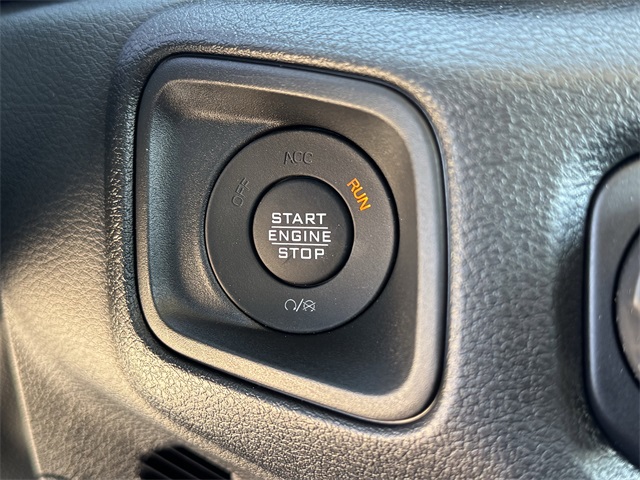 ACC
OFF
RUN
START
ENGINE
STOP